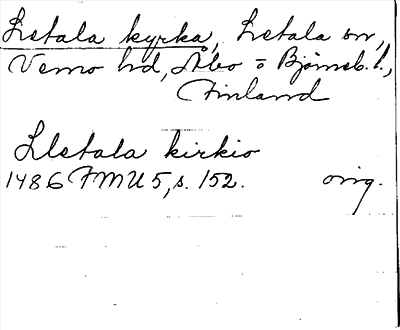 Letala kyrka, Letala sn,
Vemo hd, Åbo o Björneb. l.,
Finland
Lletala kirkio
1486 FMU 5, s. 152. orig.